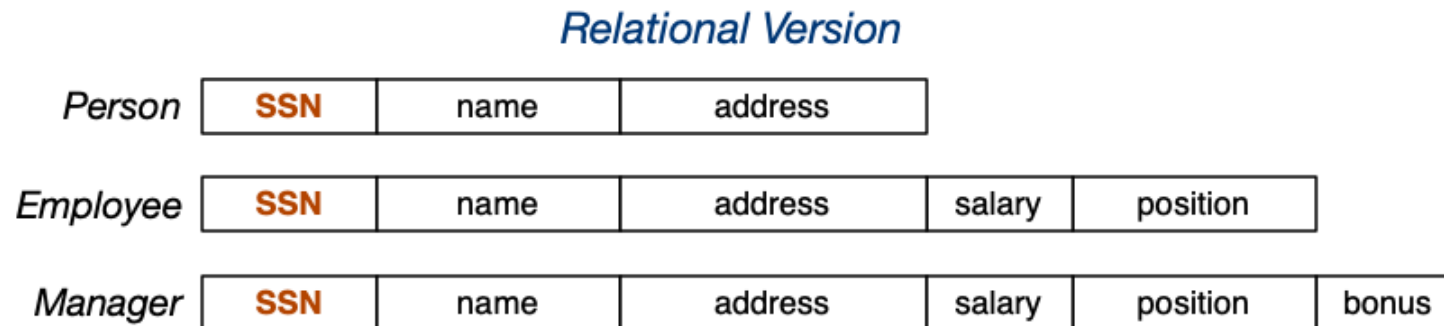 Relational Version
Person SSN name address
Employee SSN name address salary position
Manager SSN name address salary position bonus